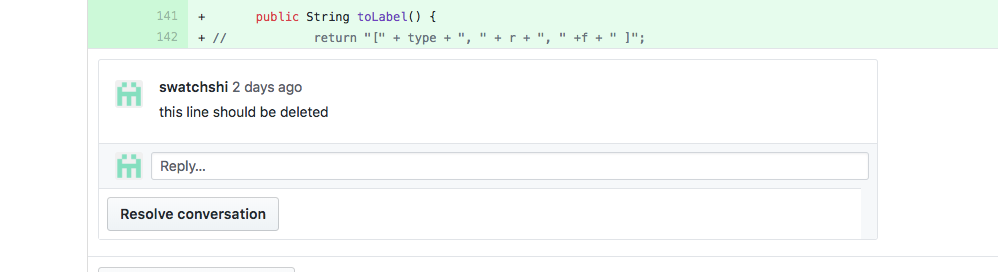 141 + public String toLabel() {
142 + // return "[" + type + ", " + r + ", " +f + " ]";
swatchshi 2 days ago
this line should be deleted
Reply...
Resolve conversation